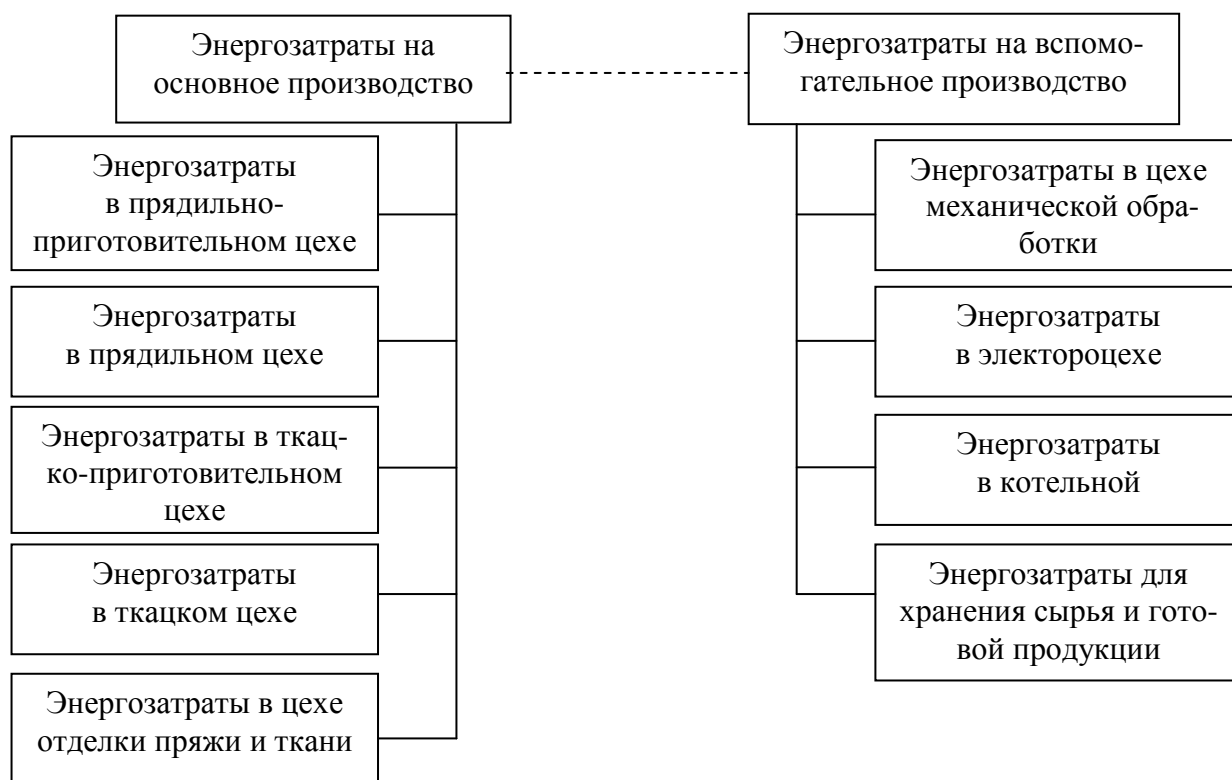 Энергозатраты на
основное производство
Энергозатраты на вспомо-
гательное производство
Энергозатраты
в прядильно-
приготовительном цехе
Энергозатраты
в прядильном цехе
Энергозатраты в ткац-
ко-приготовительном
цехе
Энергозатраты
в ткацком цехе
Энергозатраты в цехе
отделки пряжи и ткани
Энергозатраты в цехе
механической обра-
ботки
Энергозатраты
в электороцехе
Энергозатраты
в котельной
Энергозатраты для
хранения сырья и гото-
вой продукции